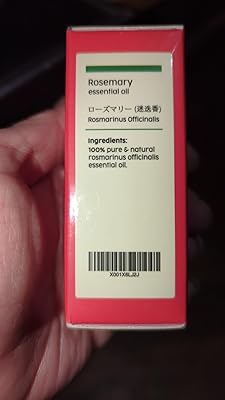 Rosemary
essential oil
ローズマリー (迷迭香)
Rosmarinus Officinalis
Ingredients:
100% pure & natural
rosmarinus officinalis
essential oil.
X001X6LJ2J